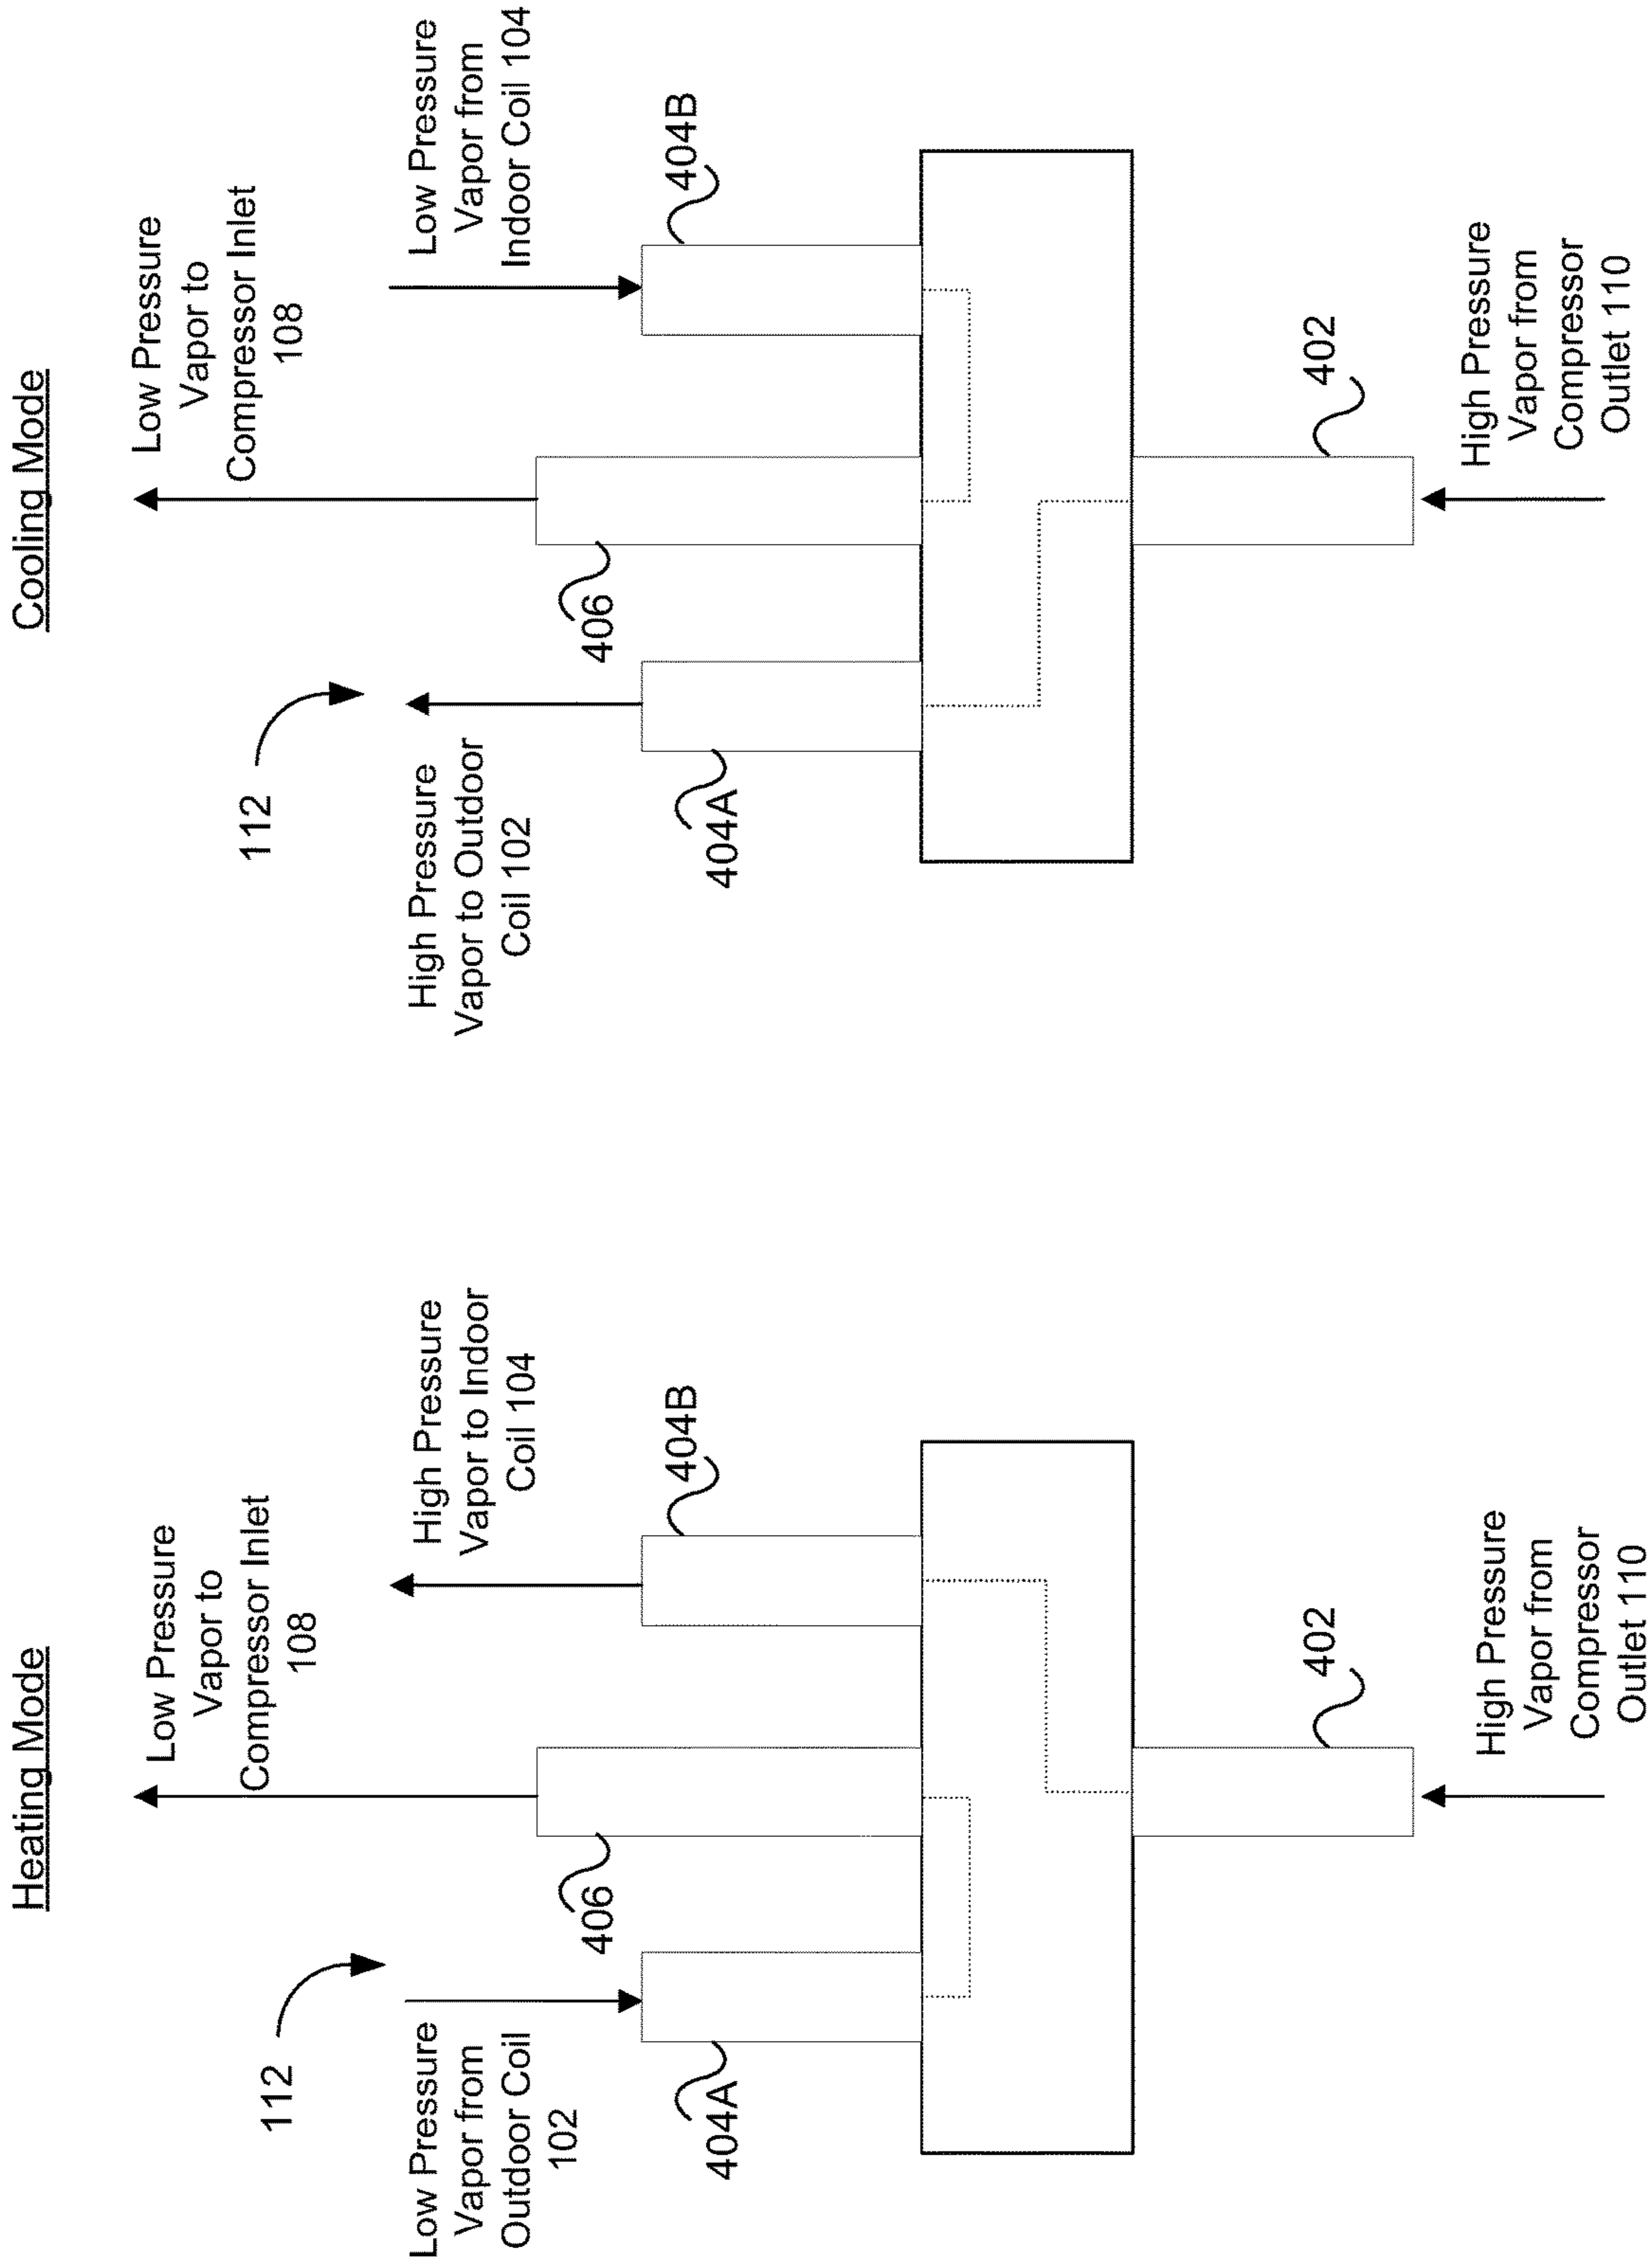 Heating Mode
Low Pressure
Vapor to
Compressor Inlet
108
112
High Pressure
Vapor to Indoor
Coil 104
Low Pressure
Vapor from
Outdoor Coil
102
406
404A
404B
402
High Pressure
Vapor from
Compressor
Outlet 110
Cooling Mode
Low Pressure
Vapor to
Compressor Inlet
108
112
High Pressure
Vapor to Outdoor
Coil 102
Low Pressure
Vapor from
Indoor Coil 104
406
404A
404B
402
High Pressure
Vapor from
Compressor
Outlet 110